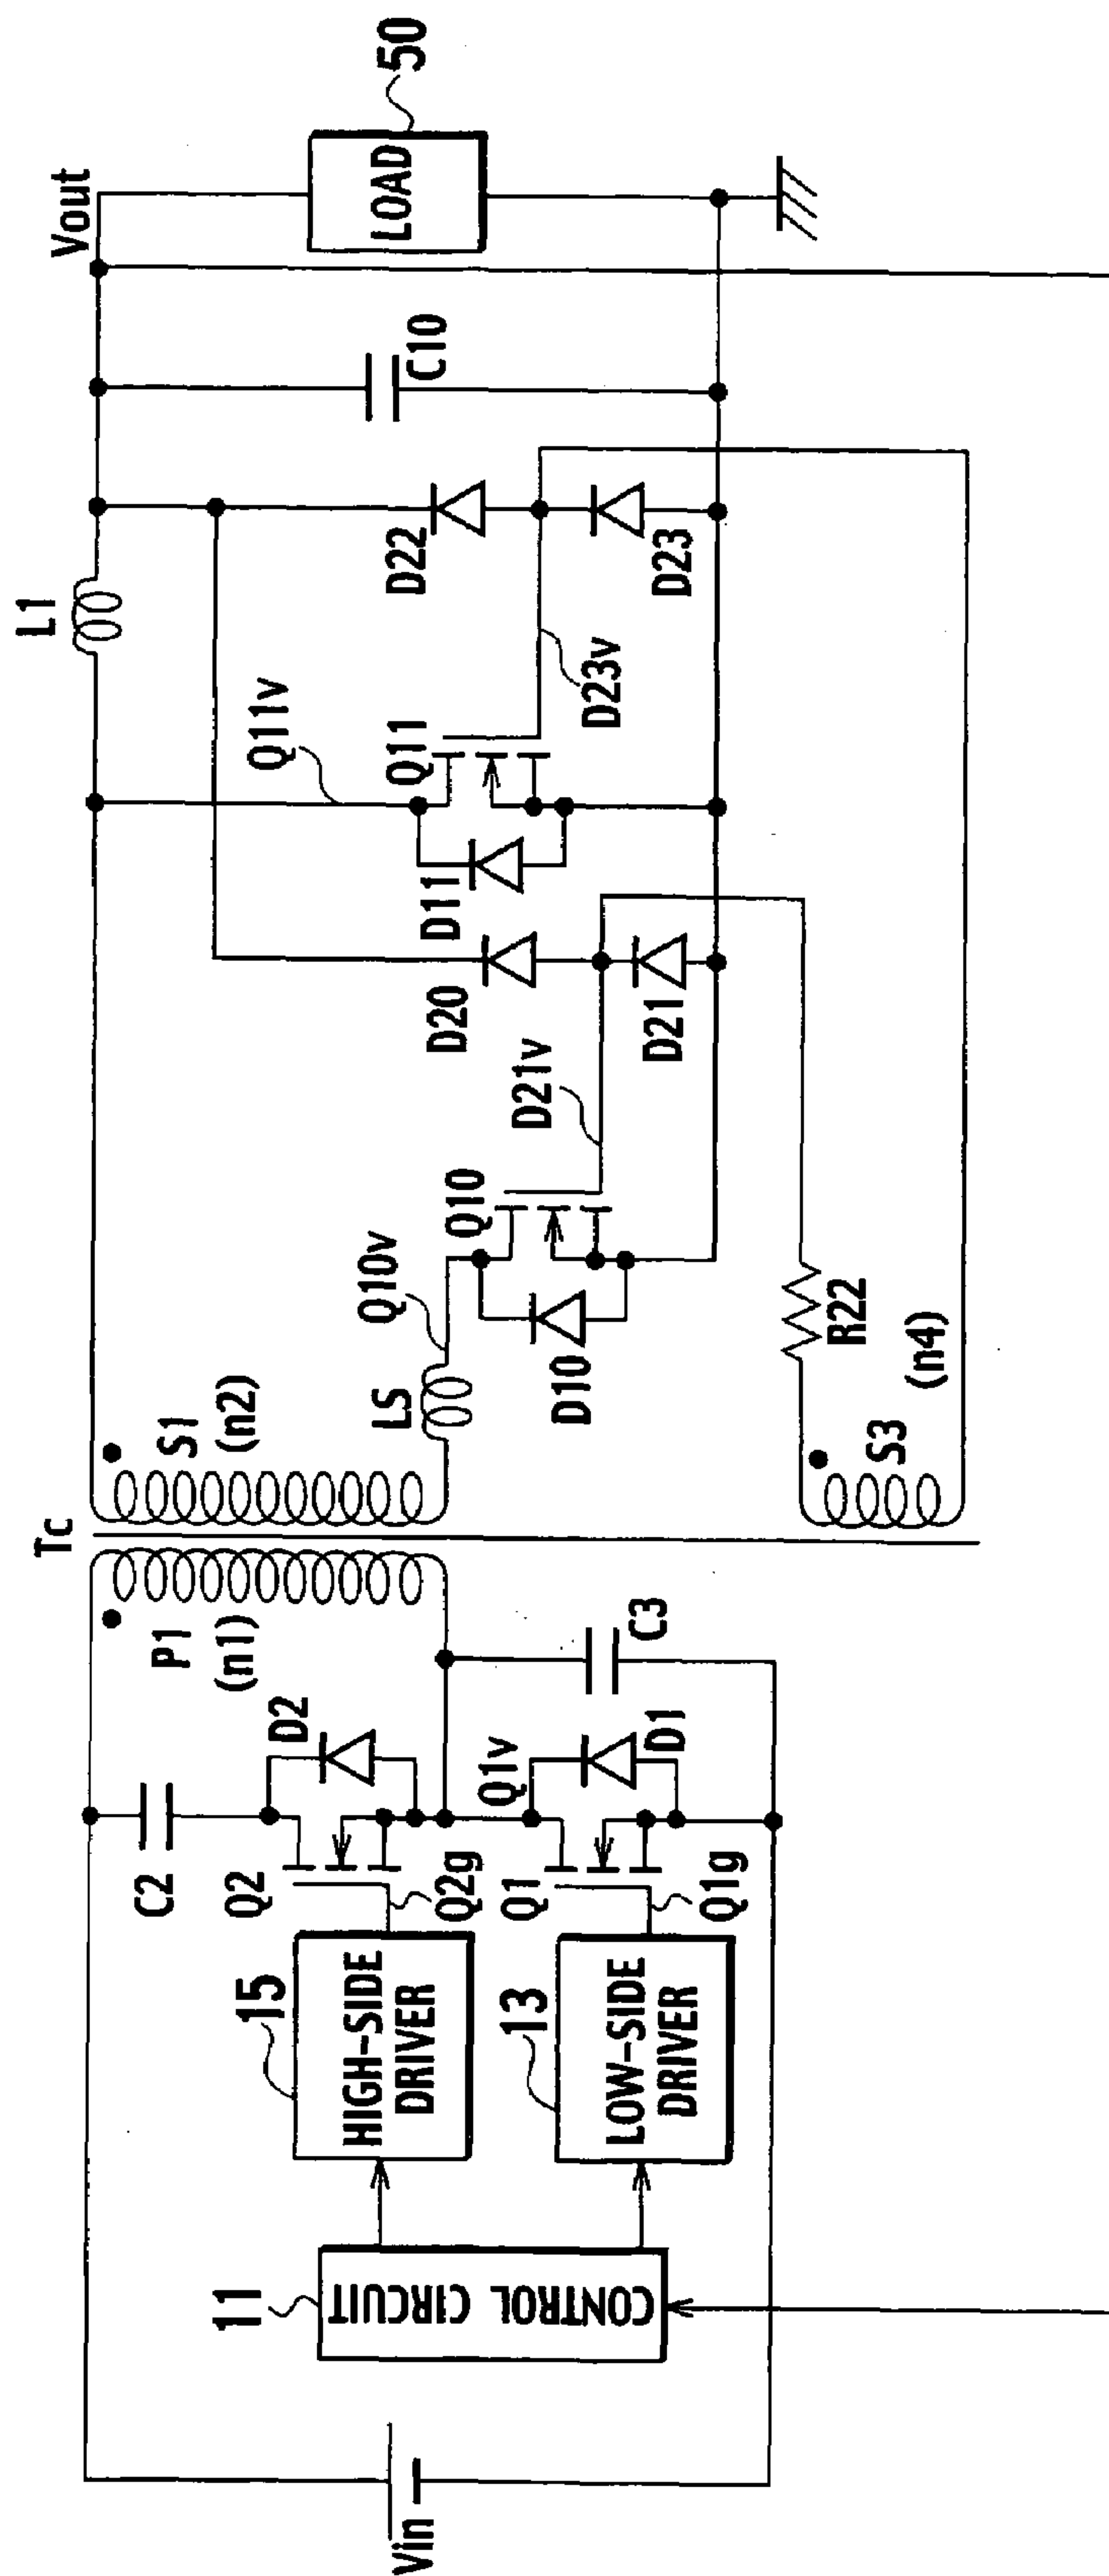 Vin
11
CONTROL CIRCUIT
15
HIGH-SIDE
DRIVER
13
LOW-SIDE
DRIVER
C2
Q2
Q2g
Q1
Q1g
D2
Q1v
D1
C3
P1
(n1)
Tc
S1
(n2)
LS
Q10v
Q10
D10
D21v
D20
D21
S3
(n4)
R22
Q11v
Q11
D11
D23v
L1
D22
D23
C10
Vout
LOAD
50